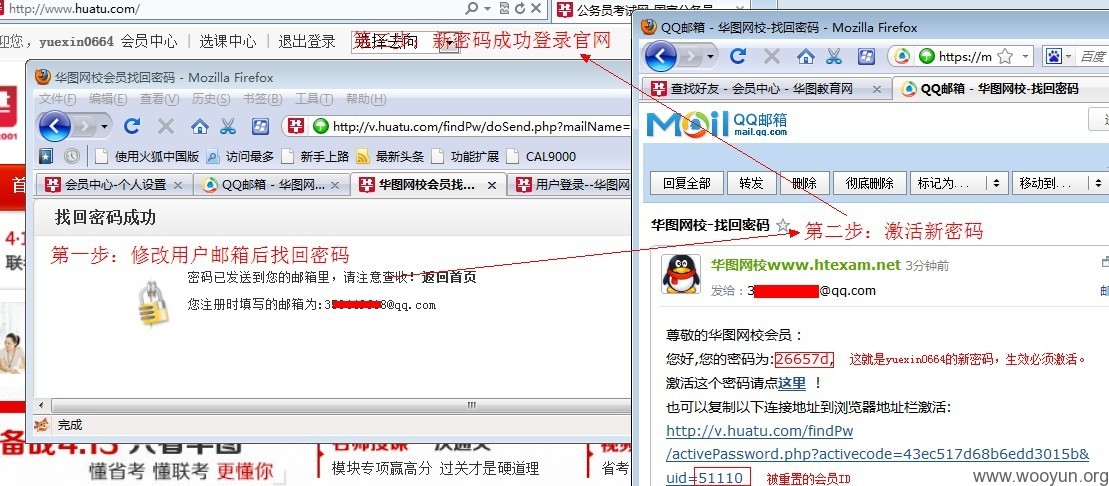 http://www.huatu.com/
公务员考试网-国家公务员
迎您，yuexin0664 会员中心 | 选课中心 | 退出登录
选择去向
新密码成功登录官网
2001
首
4·1
华图网校会员找回密码 - Mozilla Firefox
文件(F) 编辑(E) 查看(V) 历史(S) 书签(B) 工具(T) 帮助(H)
http://v.huatu.com/findPw/doSend.php?mailName=
使用火狐中国版 访问最多 新手上路 最新头条 功能扩展 CAL9000
会员中心-个人设置 QQ邮箱 - 华图网... 华图网校会员找... 用户登录--华图网
找回密码成功
第一步：修改用户邮箱后找回密码
密码已发送到您的邮箱里，请注意查收！返回首页
您注册时填写的邮箱为:3 8@qq.com
完成
懂省考 懂联考 更懂你
模块专项赢高分 过关才是硬道理
省考
QQ邮箱 - 华图网校-找回密码 - Mozilla Firefox
https://m
百度
查找好友 - 会员中心 - 华图教育网 QQ邮箱 - 华图网校-找回密码
Mail QQ邮箱
mail.qq.com
回复全部 转发 删除 彻底删除 标记为... 移动到...
华图网校-找回密码
第二步：激活新密码
华图网校www.htexam.net 3分钟前
发给：3 @qq.com
尊敬的华图网校会员：
您好,您的密码为:26657d, 这就是yuexin0664的新密码，生效必须激活。
激活这个密码请点这里 ！
也可以复制以下连接地址到浏览器地址栏激活：
http://v.huatu.com/findPw
/activePassword.php?activecode=43ec517d68b6edd3015b&
uid=51110 被重置的会员ID
www.wooyun.org